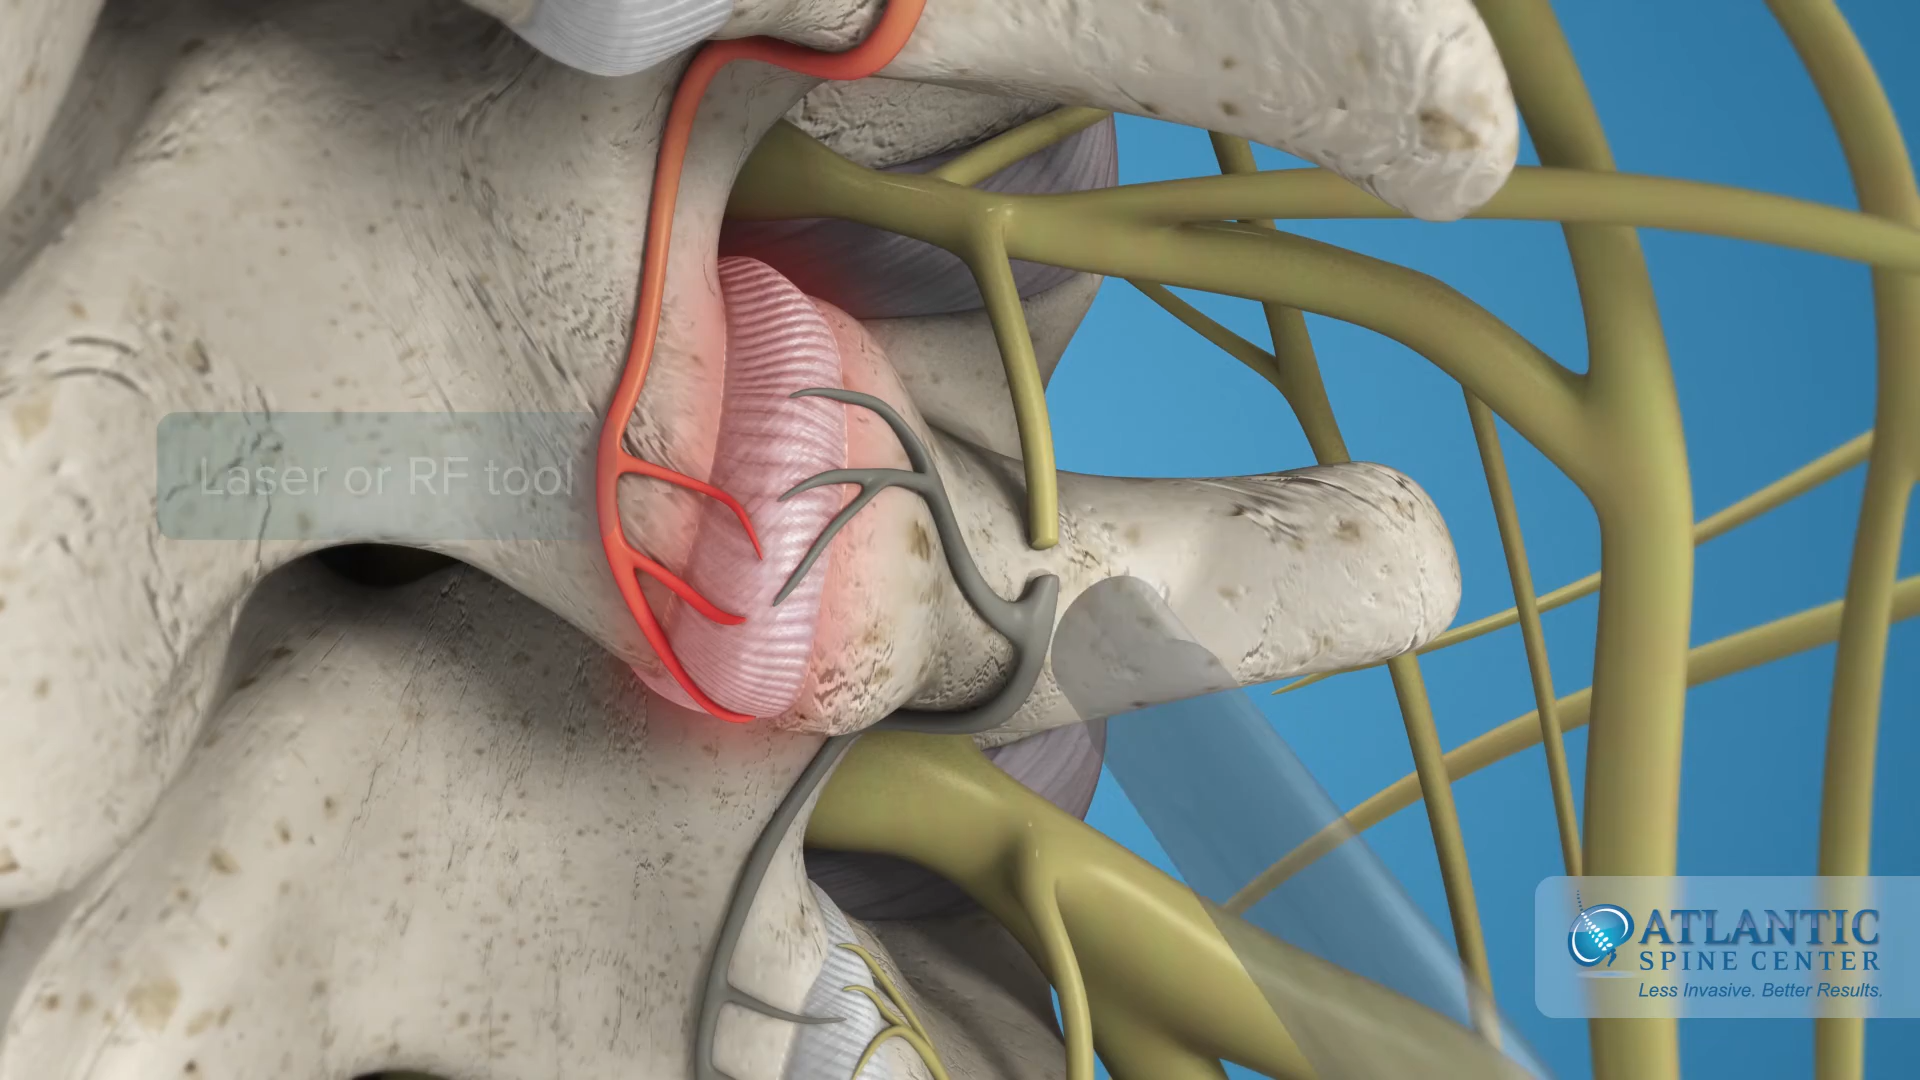 Laser or RF tool
ATLANTIC
SPINE CENTER
Less Invasive. Better Results.